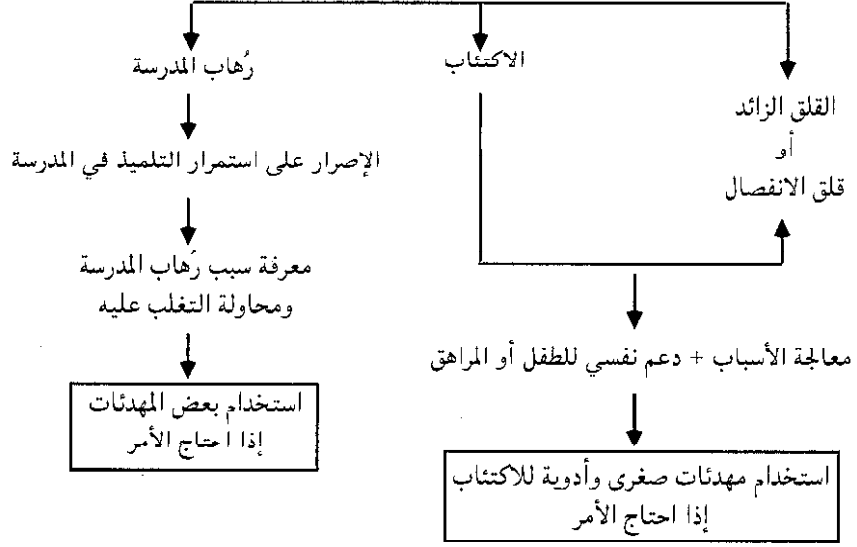 رُهاب المدرسة
الاكتئاب
القلق الزائد
أو
قلق الانفصال
الإصرار على استمرار التلميذ في المدرسة
معرفة سبب رُهاب المدرسة
ومحاولة التغلب عليه
معالجة الأسباب + دعم نفسي للطفل أو المراهق
استخدام بعض المهدئات
إذا احتاج الأمر
استخدام مهدئات صغرى وأدوية للاكتئاب
إذا احتاج الأمر